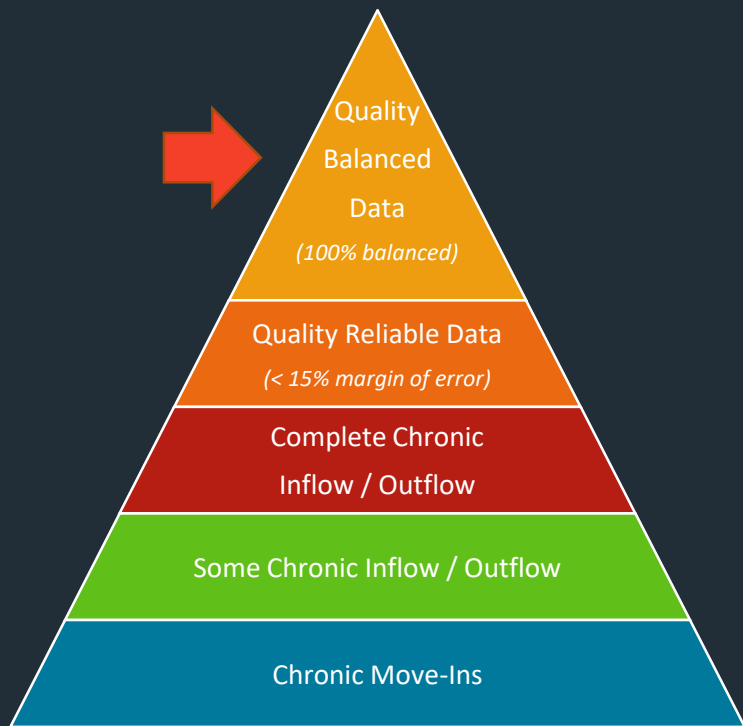 Quality
Balanced
Data
(100% balanced)
Quality Reliable Data
(< 15% margin of error)
Complete Chronic
Inflow / Outflow
Some Chronic Inflow / Outflow
Chronic Move-Ins